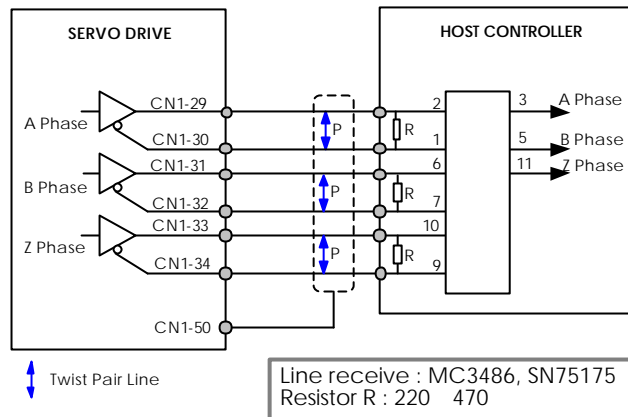 SERVO DRIVE
HOST CONTROLLER
CN1-29
2
3
A Phase
A Phase
P
R
CN1-30
1
5
B Phase
CN1-31
6
11
Z Phase
B Phase
P
R
CN1-32
7
CN1-33
10
Z Phase
P
R
CN1-34
9
CN1-50
Twist Pair Line
Line receive : MC3486, SN75175
Resistor R : 220 470